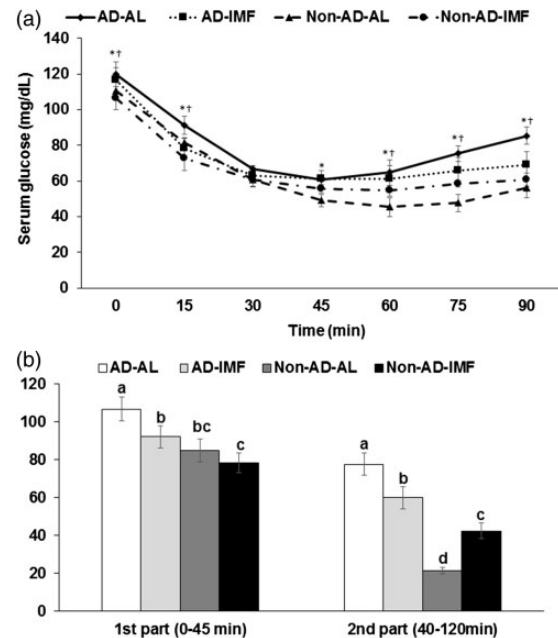 (a)
AD-AL AD-IMF Non-AD-AL Non-AD-IMF
140
120
100
80
60
40
20
0
Serum glucose (mg/dL)
*†
*†
*
*†
*†
*†
0 15 30 45 60 75 90
Time (min)
(b)
AD-AL AD-IMF Non-AD-AL Non-AD-IMF
120
100
80
60
40
20
0
a b bc c
a b d c
1st part (0-45 min) 2nd part (40-120min)